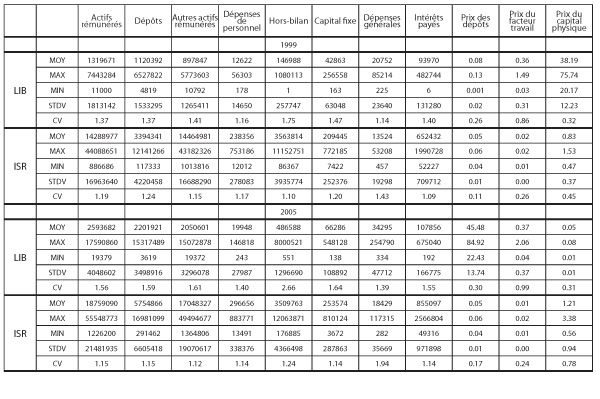 Actifs rémunérés Dépôts Autres actifs rémunérés Dépenses de personnel Hors-bilan Capital fixe Dépenses générales Intérêts payés Prix des dépôts Prix du facteur travail Prix du capital physique
1999
LIB
MOY 1319671 1120392 897847 12622 146988 42863 20752 93970 0.08 0.36 38.19
MAX 7443284 6527822 5773603 56303 1080113 256558 85214 482744 0.13 1.49 75.74
MIN 11000 4819 10792 178 1 163 225 6 0.001 0.03 20.17
STDV 1813142 1533295 1265411 14650 257747 63048 23640 131280 0.02 0.31 12.23
CV 1.37 1.37 1.41 1.16 1.75 1.47 1.14 1.40 0.26 0.86 0.32
ISR
MOY 14288977 3394341 14464981 238356 3563814 209445 13524 652432 0.05 0.02 0.83
MAX 44088651 12141266 43182326 753186 11152751 772185 53208 1990728 0.06 0.02 1.53
MIN 886686 117333 1013816 12012 86367 7422 457 52227 0.04 0.01 0.47
STDV 16963640 4220458 16688290 278083 3935774 252376 19298 709712 0.01 0.00 0.37
CV 1.19 1.24 1.15 1.17 1.10 1.20 1.43 1.09 0.11 0.26 0.45
2005
LIB
MOY 2593682 2201921 2050601 19948 486588 66286 34295 107856 45.48 0.37 0.05
MAX 17590860 15317489 15072878 146818 8000521 548128 254790 675040 84.92 2.06 0.08
MIN 19379 3619 19372 243 551 138 334 192 22.43 0.04 0.01
STDV 4048602 3498916 3296078 27987 1296690 108892 47712 166775 13.74 0.37 0.01
CV 1.56 1.59 1.61 1.40 2.66 1.64 1.39 1.55 0.30 0.99 0.31
ISR
MOY 18759090 5754866 17048327 296656 3509763 253574 18429 855097 0.05 0.01 1.21
MAX 55548773 16981099 49494677 883771 12063871 810124 117315 2566804 0.06 0.02 3.38
MIN 1226200 291462 1364806 13491 176885 3672 282 49316 0.04 0.01 0.56
STDV 21481935 6605418 19070617 338376 4366498 287863 35669 971898 0.01 0.00 0.94
CV 1.15 1.15 1.12 1.14 1.24 1.14 1.94 1.14 0.17 0.24 0.78